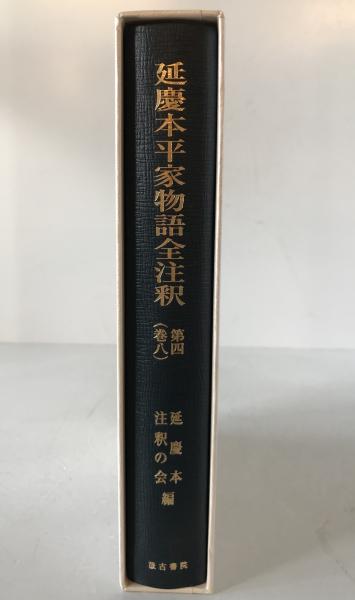 延慶本平家物語全注釈
第四
（巻八）
延慶本
注釈の会編
汲古書院